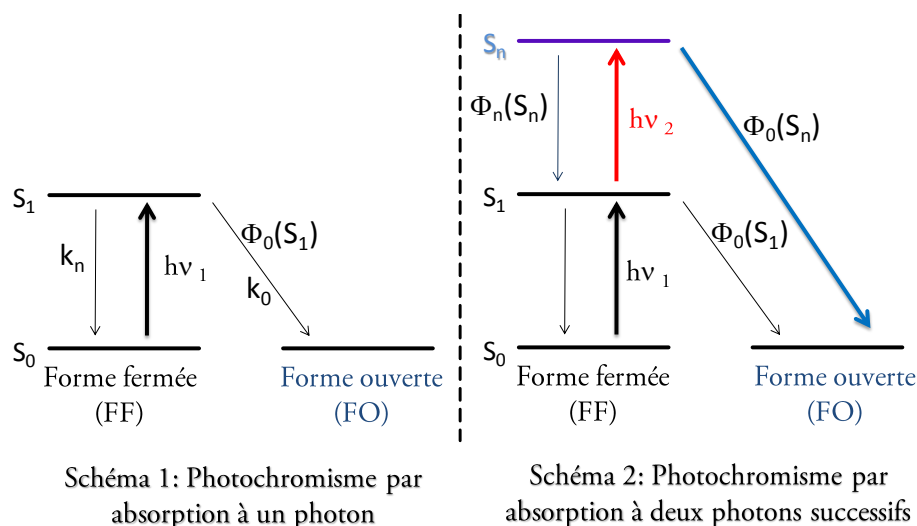 S₁
kₙ
hν ₁
Φ₀(S₁)
k₀
S₀
Forme fermée
(FF)
Forme ouverte
(FO)
Schéma 1: Photochromisme par
absorption à un photon
Sₙ
Φₙ(Sₙ)
hν ₂
Φ₀(Sₙ)
S₁
Φ₀(S₁)
hν ₁
S₀
Forme fermée
(FF)
Forme ouverte
(FO)
Schéma 2: Photochromisme par
absorption à deux photons successifs